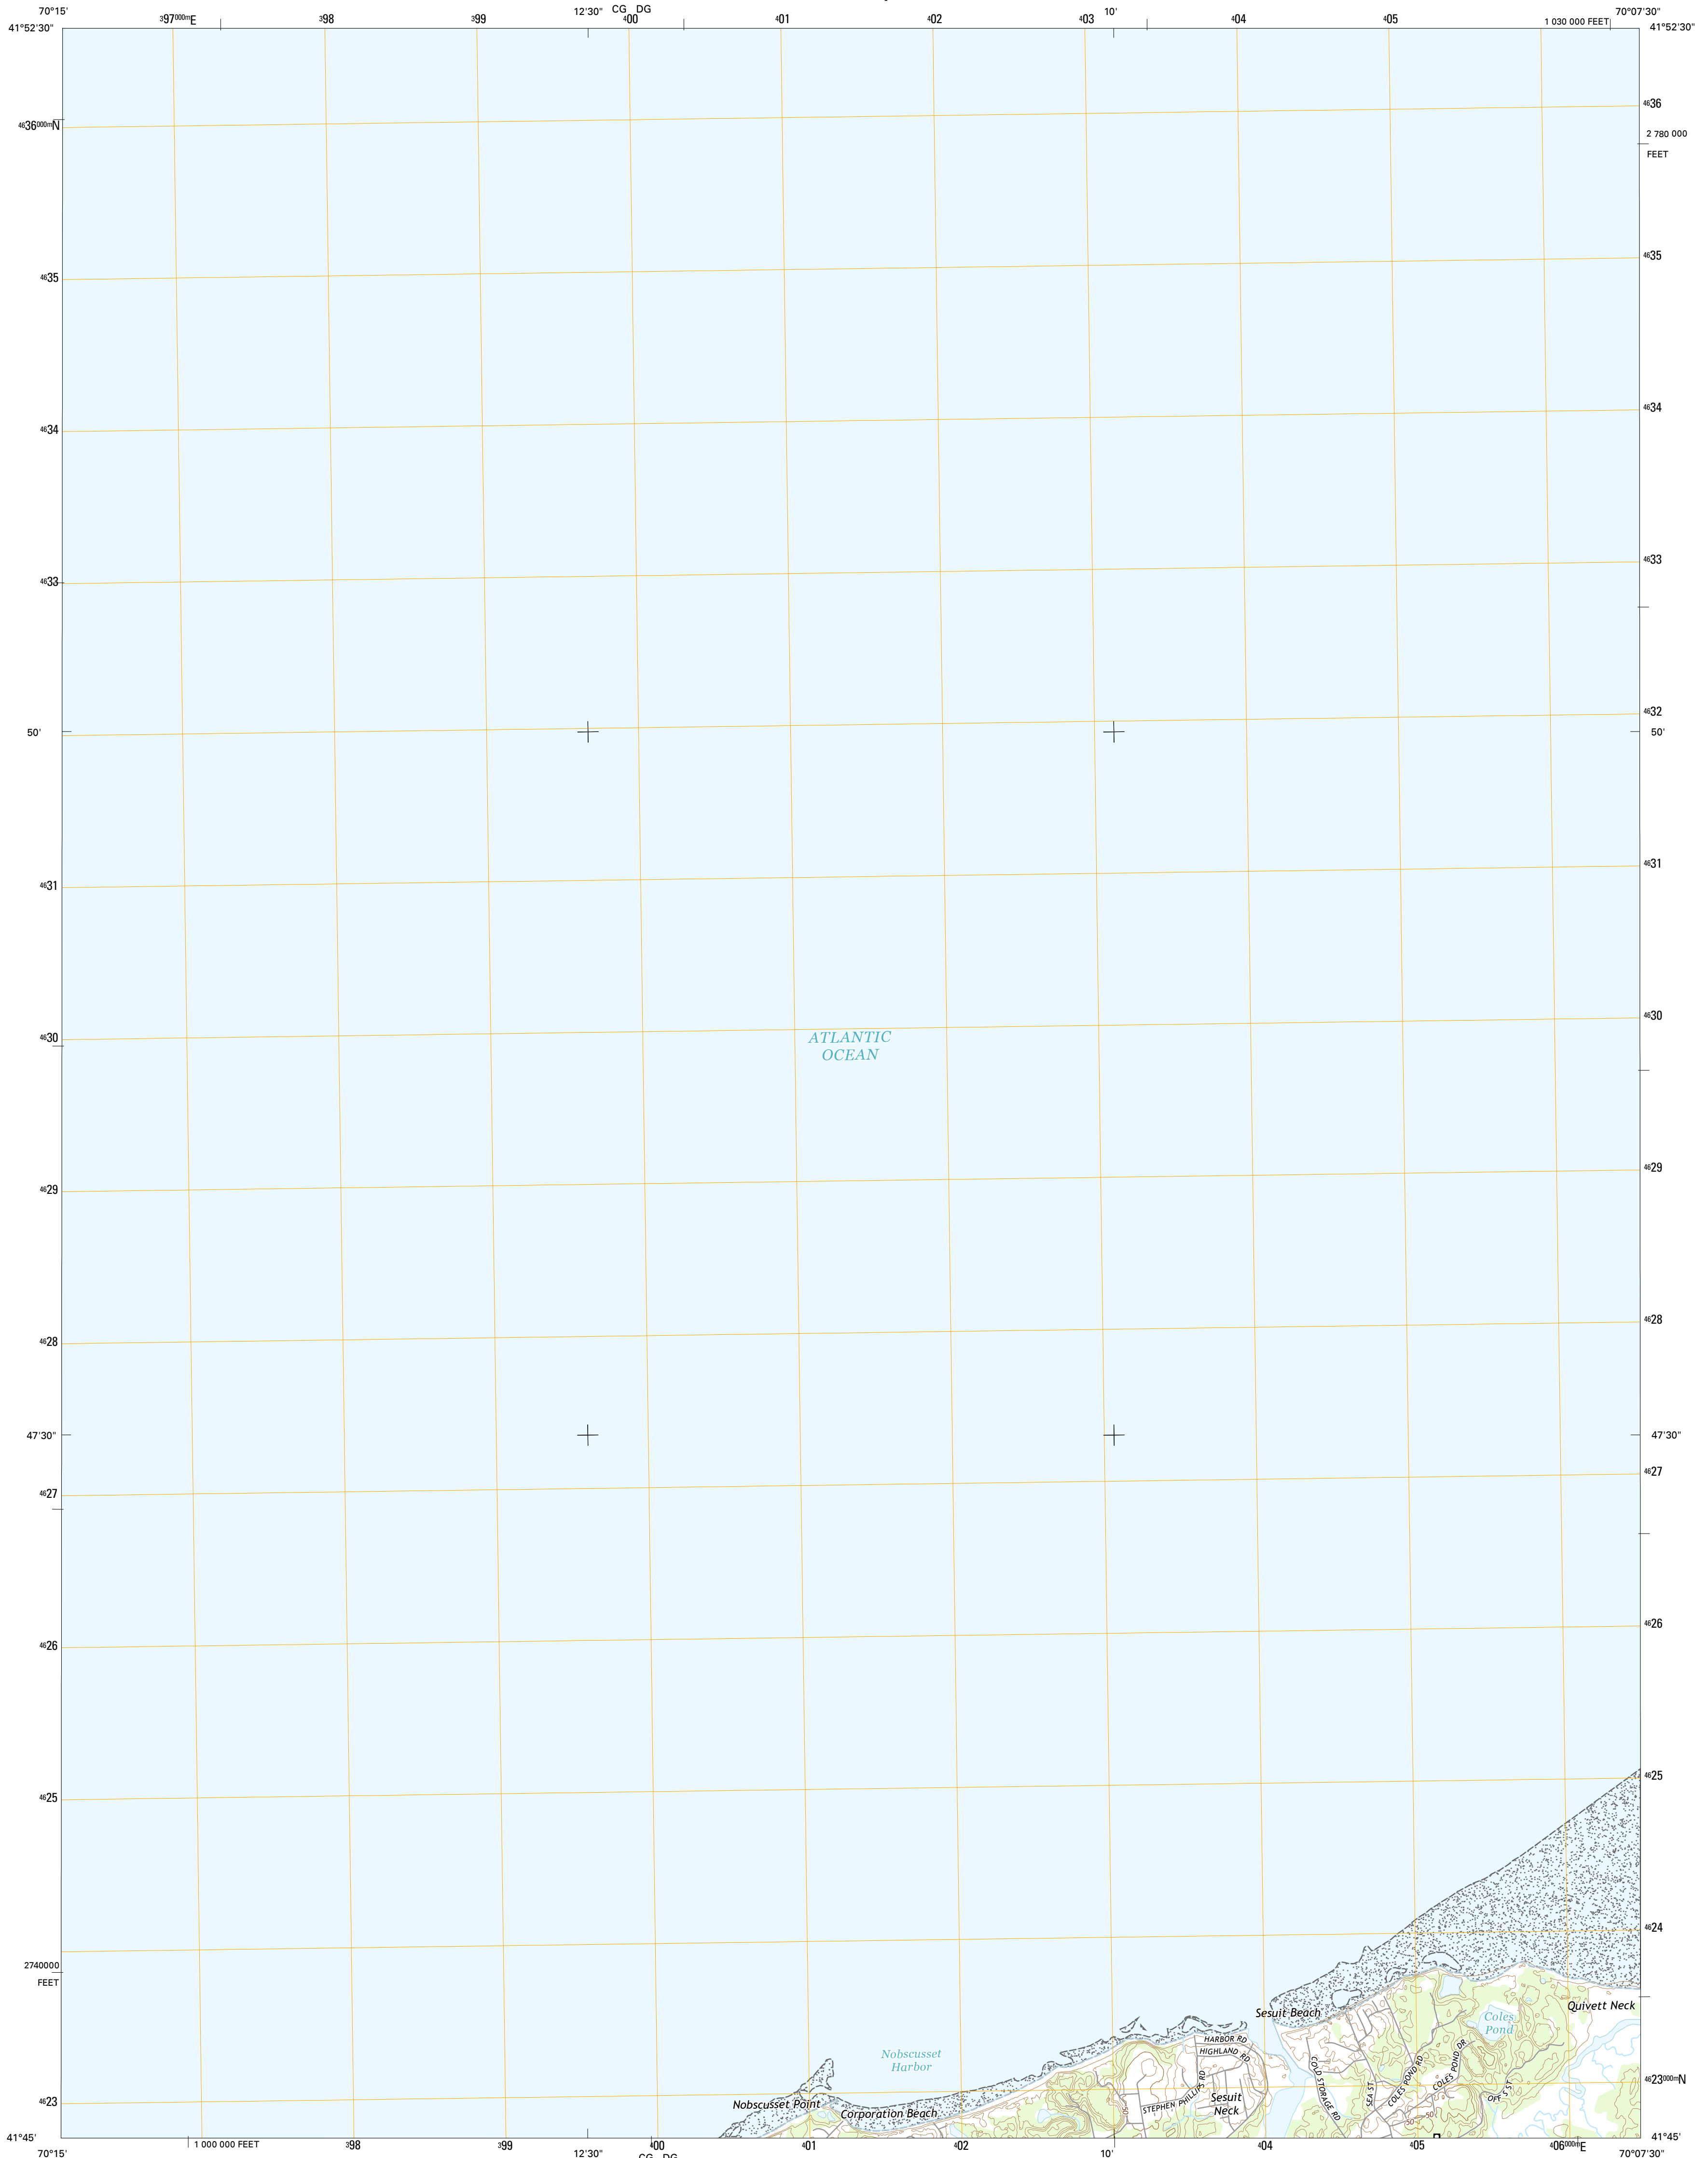 70°15'
³97⁰⁰⁰ᵐE
³98
³99
12'30"
CG DG
⁴00
⁴01
⁴02
⁴03
10'
⁴04
⁴05
1 030 000 FEET
70°07'30"
41°52'30"
41°52'30"
⁴⁶36⁰⁰⁰ᵐN
⁴⁶36
2 780 000
FEET
⁴⁶35
⁴⁶35
⁴⁶34
⁴⁶34
⁴⁶33
⁴⁶33
⁴⁶32
50'
50'
⁴⁶31
⁴⁶31
⁴⁶30
⁴⁶30
ATLANTIC
OCEAN
⁴⁶29
⁴⁶29
⁴⁶28
⁴⁶28
47'30"
47'30"
⁴⁶27
⁴⁶27
⁴⁶26
⁴⁶26
⁴⁶25
⁴⁶25
⁴⁶24
2740000
FEET
Quivett Neck
Sesuit Beach
Coles
Pond
HARBOR RD
HIGHLAND RD
Nobscusset
Harbor
COLD STORAGE RD
SEA ST
COLES POND RD
COLES POND DR
OFF S ST
STEPHEN PHILLIPS RD
Sesuit
Neck
50
50
50
⁴⁶23
⁴⁶23⁰⁰⁰ᵐN
Nobscusset Point
Corporation Beach
41°45'
41°45'
70°15'
1 000 000 FEET
³98
³99
12'30"
⁴00
CG DG
⁴01
⁴02
10'
⁴04
⁴05
⁴06⁰⁰⁰ᵐE
70°07'30"